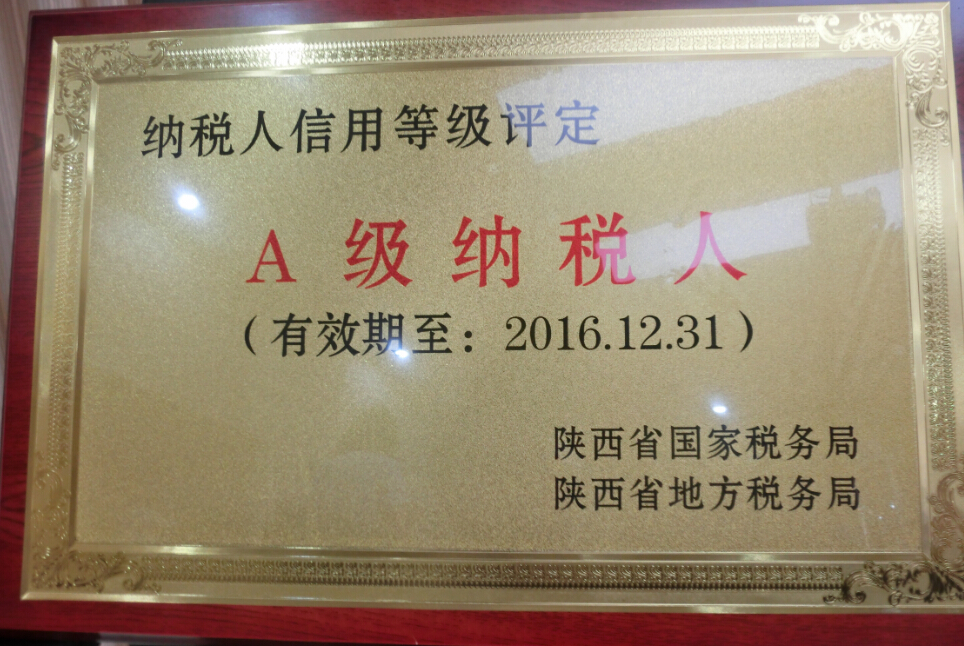 纳税人信用等级评定
A级纳税人
（有效期至：2016.12.31）
陕西省国家税务局
陕西省地方税务局